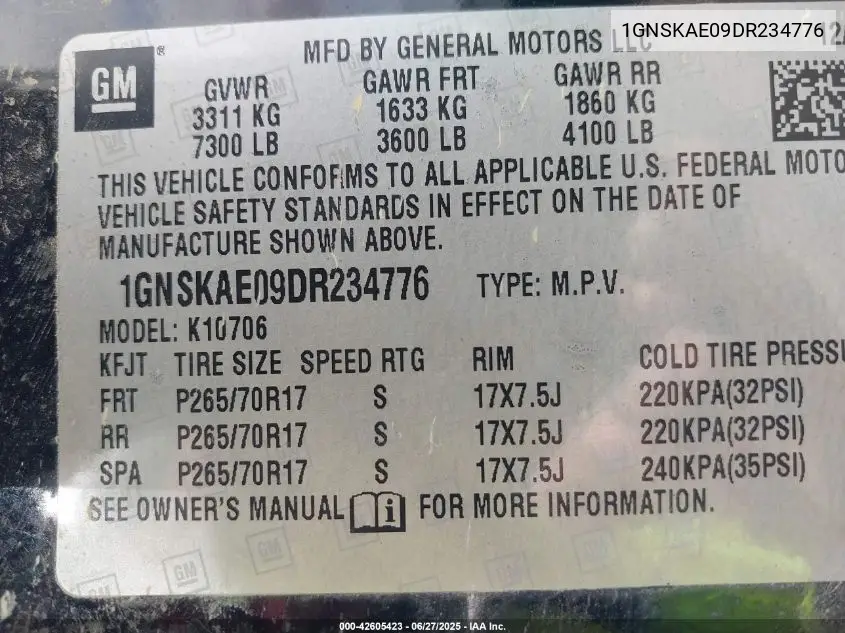 1GNSKAE09DR234776
MFD BY GENERAL MOTORS LLC
12/
GM®
GVWR GAWR FRT GAWR RR
3311 KG 1633 KG 1860 KG
7300 LB 3600 LB 4100 LB
THIS VEHICLE CONFORMS TO ALL APPLICABLE U.S. FEDERAL MOTO
VEHICLE SAFETY STANDARDS IN EFFECT ON THE DATE OF
MANUFACTURE SHOWN ABOVE.
1GNSKAE09DR234776 TYPE: M.P.V.
MODEL: K10706
KFJT TIRE SIZE SPEED RTG RIM COLD TIRE PRESSU
FRT P265/70R17 S 17X7.5J 220KPA(32PSI)
RR P265/70R17 S 17X7.5J 220KPA(32PSI)
SPA P265/70R17 S 17X7.5J 240KPA(35PSI)
SEE OWNER'S MANUAL i FOR MORE INFORMATION.
000-42605423 - 06/27/2025 - IAA Inc.